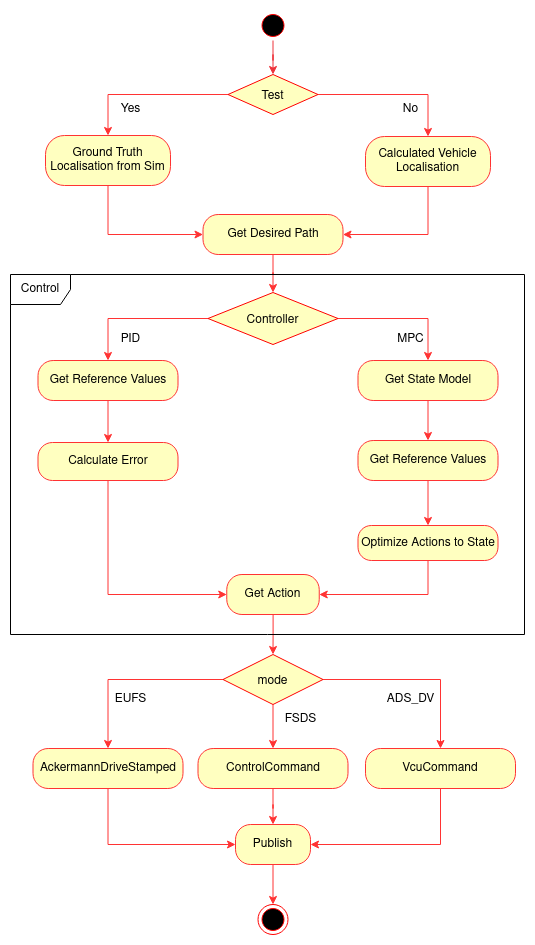 Test
Yes
No
Ground Truth
Localisation from Sim
Calculated Vehicle
Localisation
Get Desired Path
Control
Controller
PID
MPC
Get Reference Values
Get State Model
Calculate Error
Get Reference Values
Optimize Actions to State
Get Action
mode
EUFS
ADS_DV
FSDS
AckermannDriveStamped
ControlCommand
VcuCommand
Publish